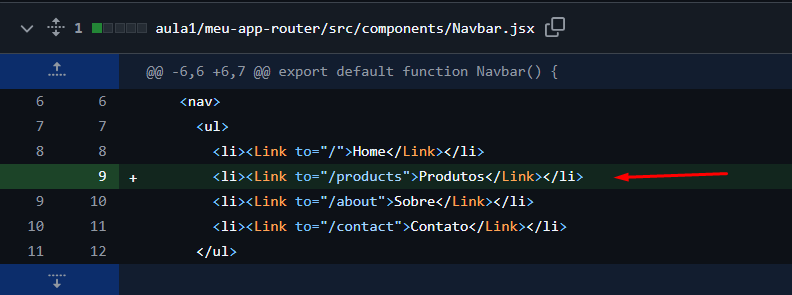 1 aula1/meu-app-router/src/components/Navbar.jsx
@@ -6,6 +6,7 @@ export default function Navbar() {
6 6 <nav>
7 7 <ul>
8 8 <li><Link to="/">Home</Link></li>
9 + <li><Link to="/products">Produtos</Link></li>
9 10 <li><Link to="/about">Sobre</Link></li>
10 11 <li><Link to="/contact">Contato</Link></li>
11 12 </ul>